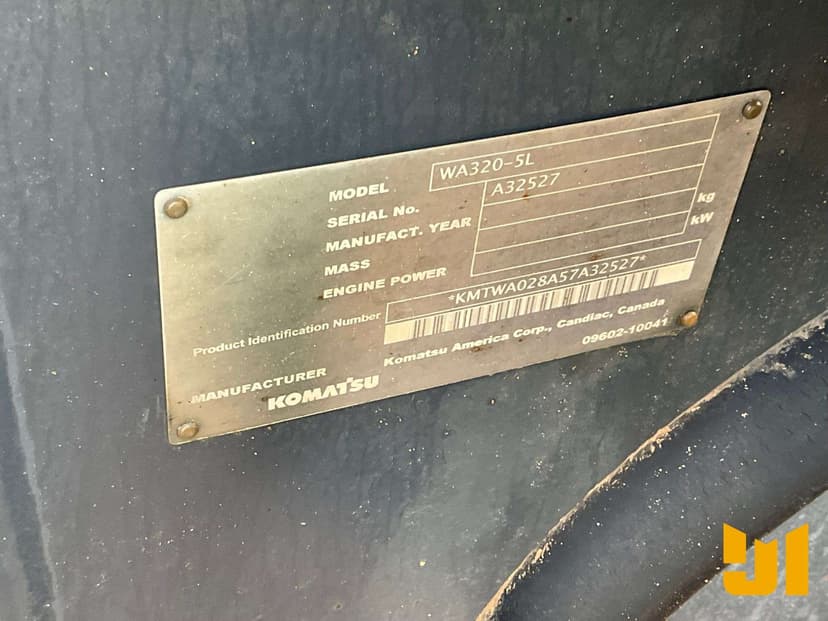 MODEL WA320-5L
SERIAL No. A32527
MANUFACT. YEAR
MASS kg
ENGINE POWER kW
Product Identification Number *KMTWA028A57A32527*
MANUFACTURER Komatsu America Corp., Candiac, Canada
KOMATSU 09602-10041